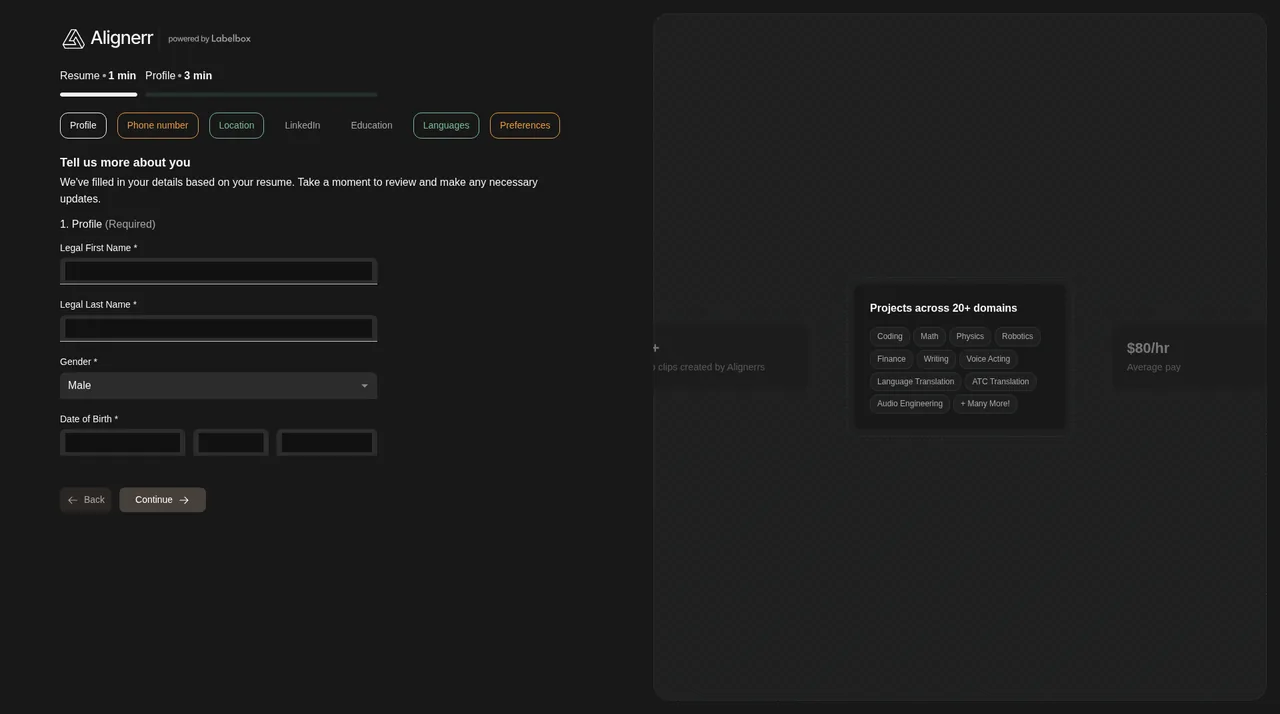 Alignerr powered by Labelbox
Resume • 1 min Profile • 3 min
Profile Phone number Location LinkedIn Education Languages Preferences
Tell us more about you
We've filled in your details based on your resume. Take a moment to review and make any necessary
updates.
1. Profile (Required)
Legal First Name *
Legal Last Name *
Gender *
Male
Date of Birth *
← Back Continue →
+
clips created by Alignerrs
Projects across 20+ domains
Coding Math Physics Robotics
Finance Writing Voice Acting
Language Translation ATC Translation
Audio Engineering + Many More!
$80/hr
Average pay